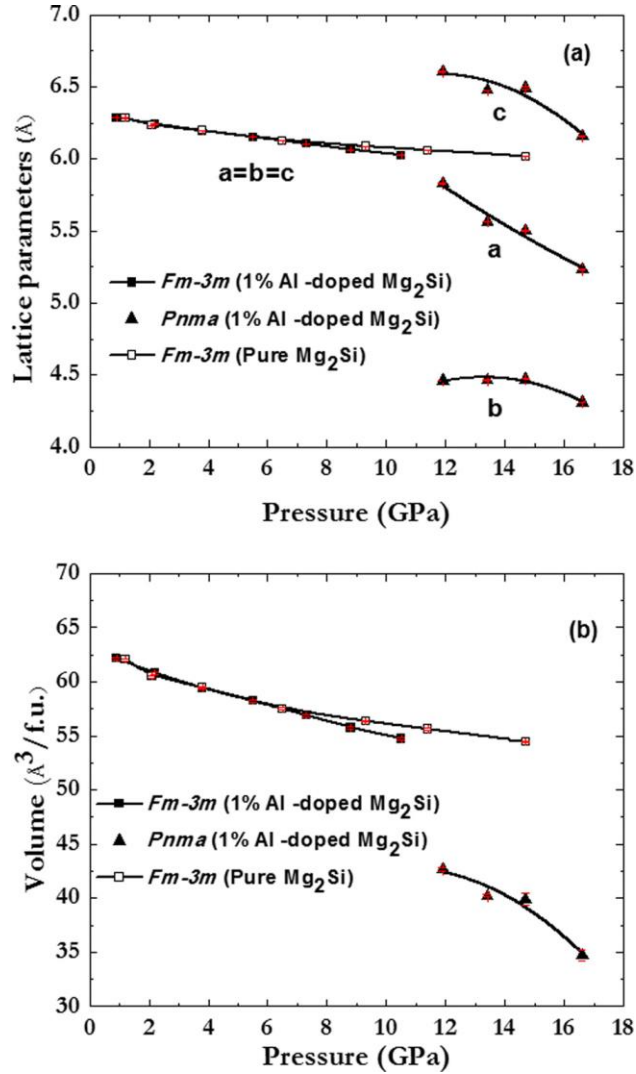 7.0
(a)
6.5
c
6.0
a=b=c
5.5
a
Fm-3m (1% Al -doped Mg₂Si)
5.0
Pnma (1% Al -doped Mg₂Si)
Fm-3m (Pure Mg₂Si)
4.5
b
4.0
0 2 4 6 8 10 12 14 16 18
Lattice parameters (Å)
Pressure (GPa)
70
(b)
65
60
55
50
Fm-3m (1% Al -doped Mg₂Si)
45
Pnma (1% Al -doped Mg₂Si)
40
Fm-3m (Pure Mg₂Si)
35
30
0 2 4 6 8 10 12 14 16 18
Volume (Å³/f.u.)
Pressure (GPa)